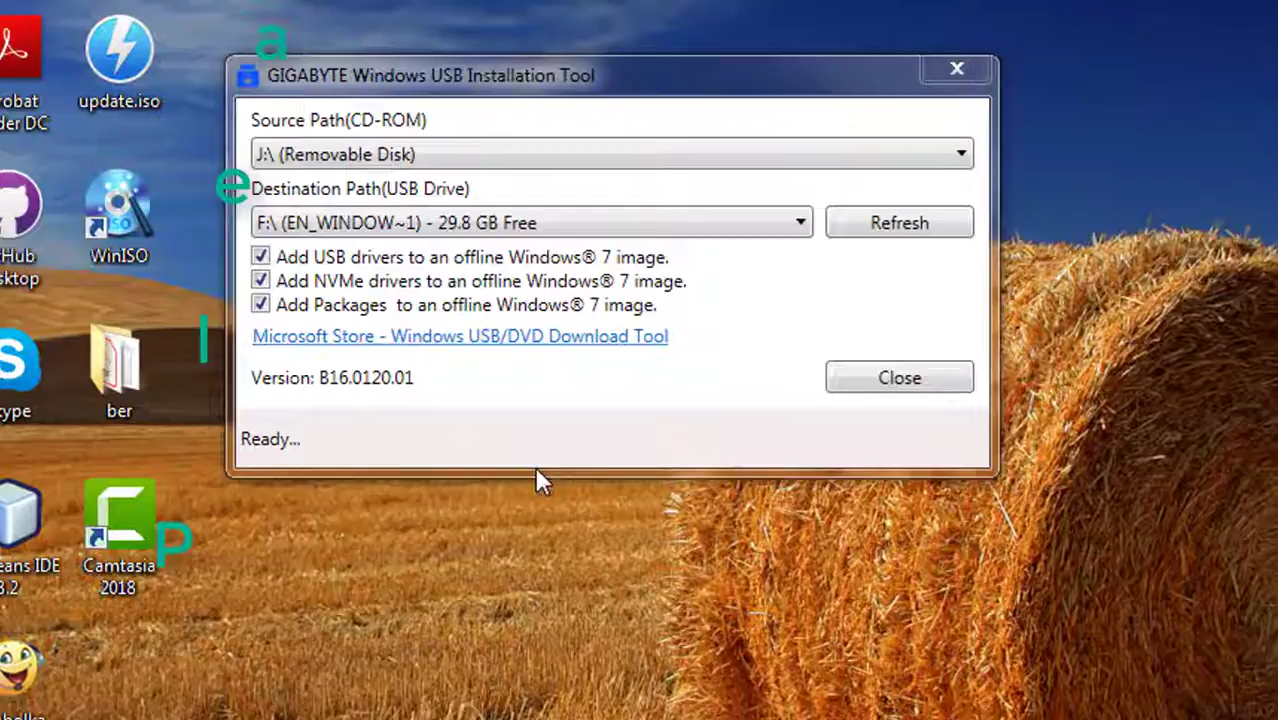 a
GIGABYTE Windows USB Installation Tool
X
Source Path(CD-ROM)
J:\ (Removable Disk)
e
Destination Path(USB Drive)
F:\ (EN_WINDOW~1) - 29.8 GB Free
Refresh
Add USB drivers to an offline Windows® 7 image.
Add NVMe drivers to an offline Windows® 7 image.
Add Packages to an offline Windows® 7 image.
l
Microsoft Store - Windows USB/DVD Download Tool
Version: B16.0120.01
Close
Ready...
p
robat
der DC
update.iso
tHub
sktop
ISO
WinISO
S
ype
ber
eans IDE
Camtasia
2018